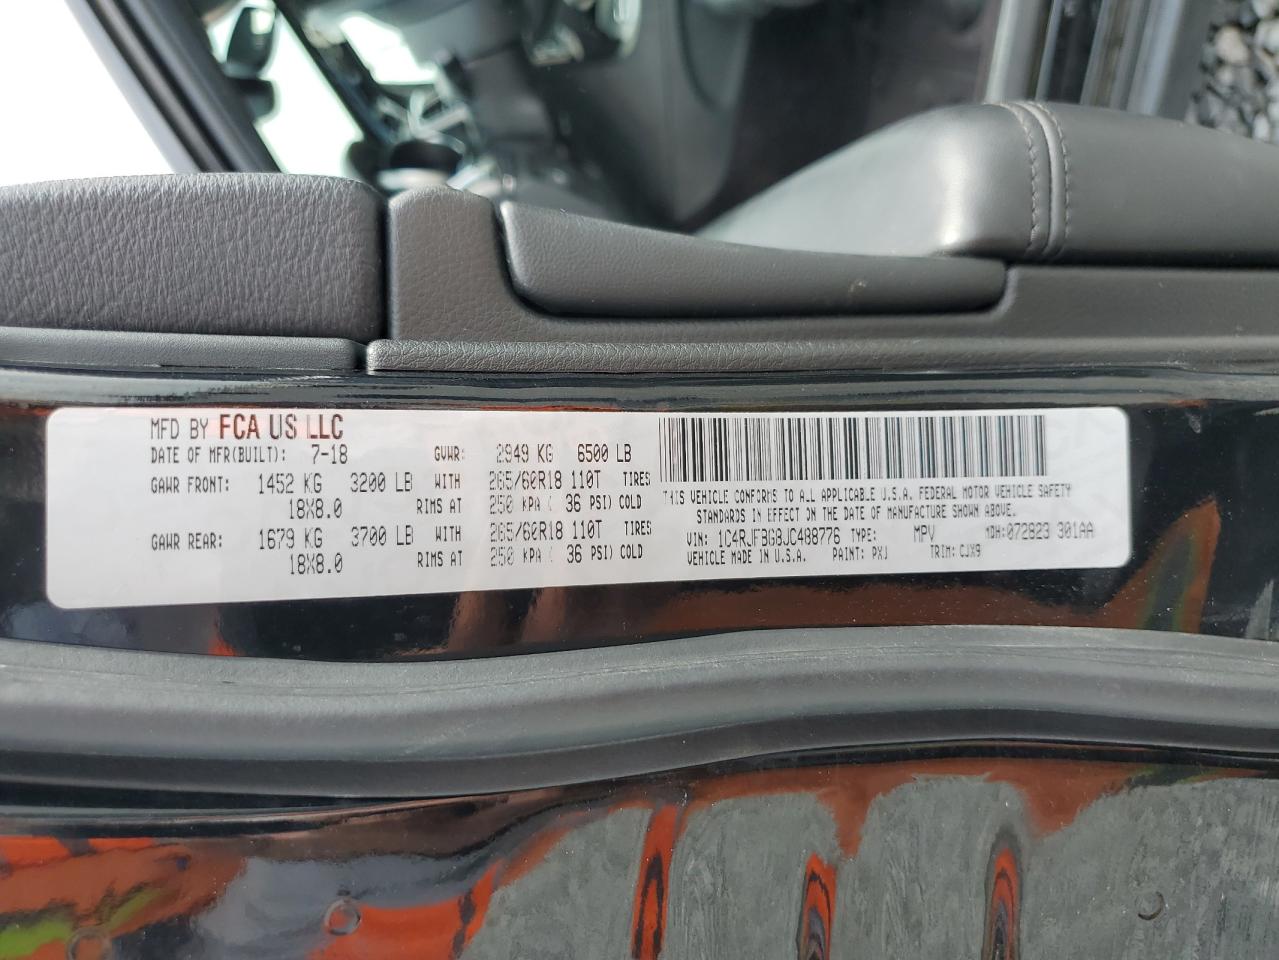 MFD BY FCA US LLC
DATE OF MFR(BUILT): 7-18 GVWR: 2949 KG 6500 LB
GAWR FRONT: 1452 KG 3200 LB WITH 265/60R18 110T TIRES
18X8.0 RIMS AT 250 KPA ( 36 PSI) COLD
GAWR REAR: 1679 KG 3700 LB WITH 265/60R18 110T TIRES
18X8.0 RIMS AT 250 KPA ( 36 PSI) COLD
THIS VEHICLE CONFORMS TO ALL APPLICABLE U.S.A. FEDERAL MOTOR VEHICLE SAFETY
STANDARDS IN EFFECT ON THE DATE OF MANUFACTURE SHOWN ABOVE.
VIN: 1C4RJFBG8JC488776 TYPE: MPV MDH:072823 301AA
VEHICLE MADE IN U.S.A. PAINT: PXJ TRIM: CJX9